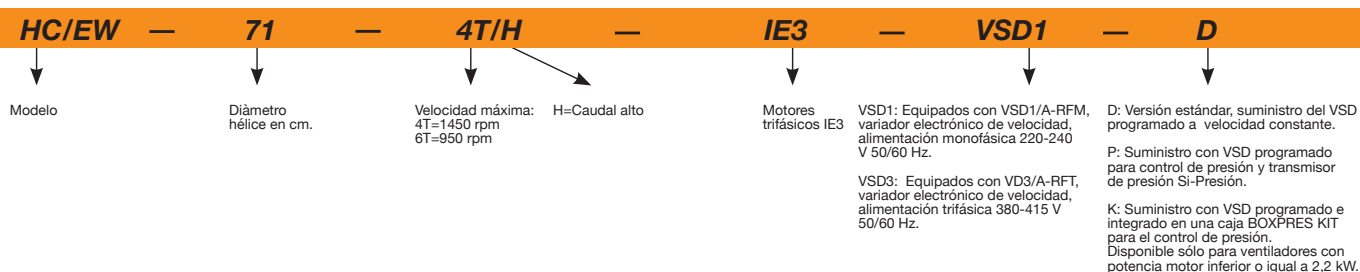 HC/EW — 71 — 4T/H — IE3 — VSD1 — D
Modelo
Diàmetro
hélice en cm.
Velocidad máxima:
4T=1450 rpm
6T=950 rpm
H=Caudal alto
Motores
trifásicos IE3
VSD1: Equipados con VSD1/A-RFM,
variador electrónico de velocidad,
alimentación monofásica 220-240
V 50/60 Hz.
VSD3:  Equipados con VD3/A-RFT,
variador electrónico de velocidad,
alimentación trifásica 380-415 V
50/60 Hz.
D: Versión estándar, suministro del VSD
programado a  velocidad constante.
P: Suministro con VSD programado
para control de presión y transmisor
de presión Si-Presión.
K: Suministro con VSD programado e
integrado en una caja BOXPRES KIT
para el control de presión.
Disponible sólo para ventiladores con
potencia motor inferior o igual a 2,2 kW.